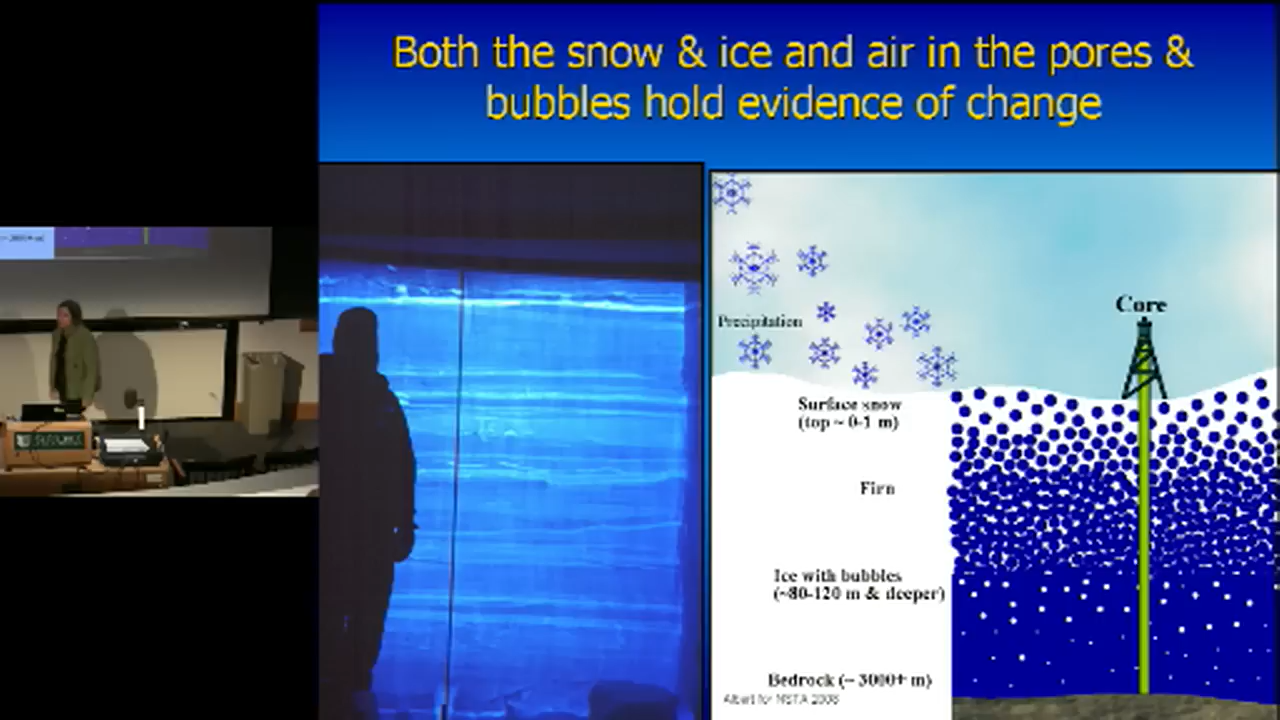 Both the snow & ice and air in the pores &
bubbles hold evidence of change
Core
Precipitation
Surface snow
(top ~ 0-1 m)
Firn
Ice with bubbles
(~80-120 m & deeper)
Bedrock (~ 3000+ m)
Albert for NSTA 2008